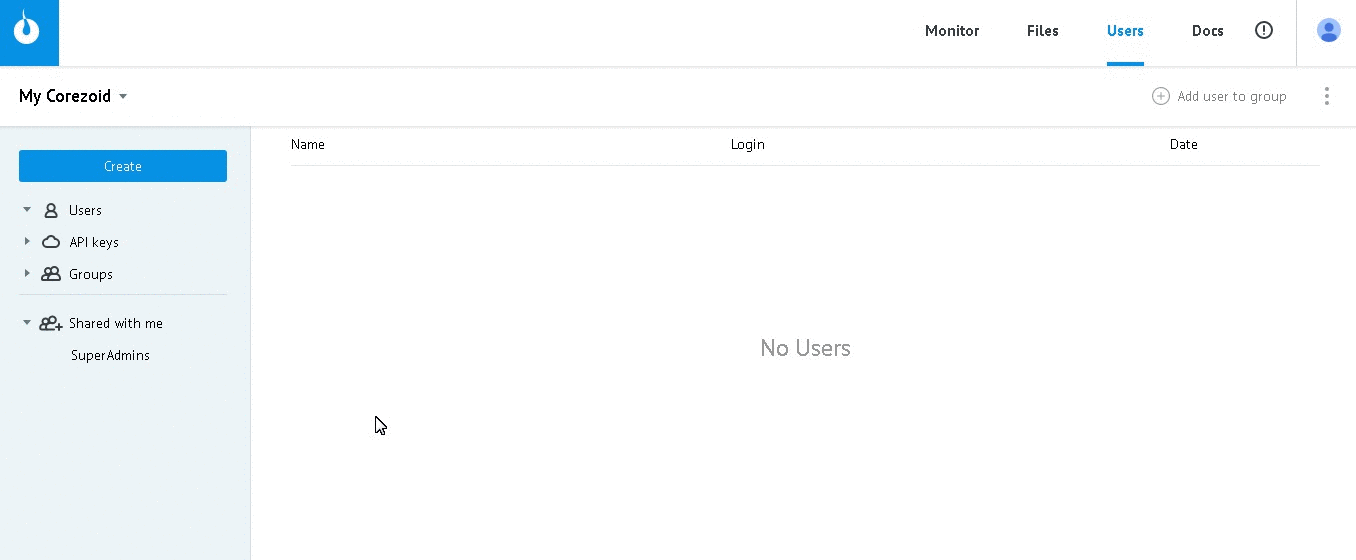 Monitor Files Users Docs
My Corezoid Add user to group
Name Login Date
Create
Users
API keys
Groups
Shared with me
SuperAdmins
No Users